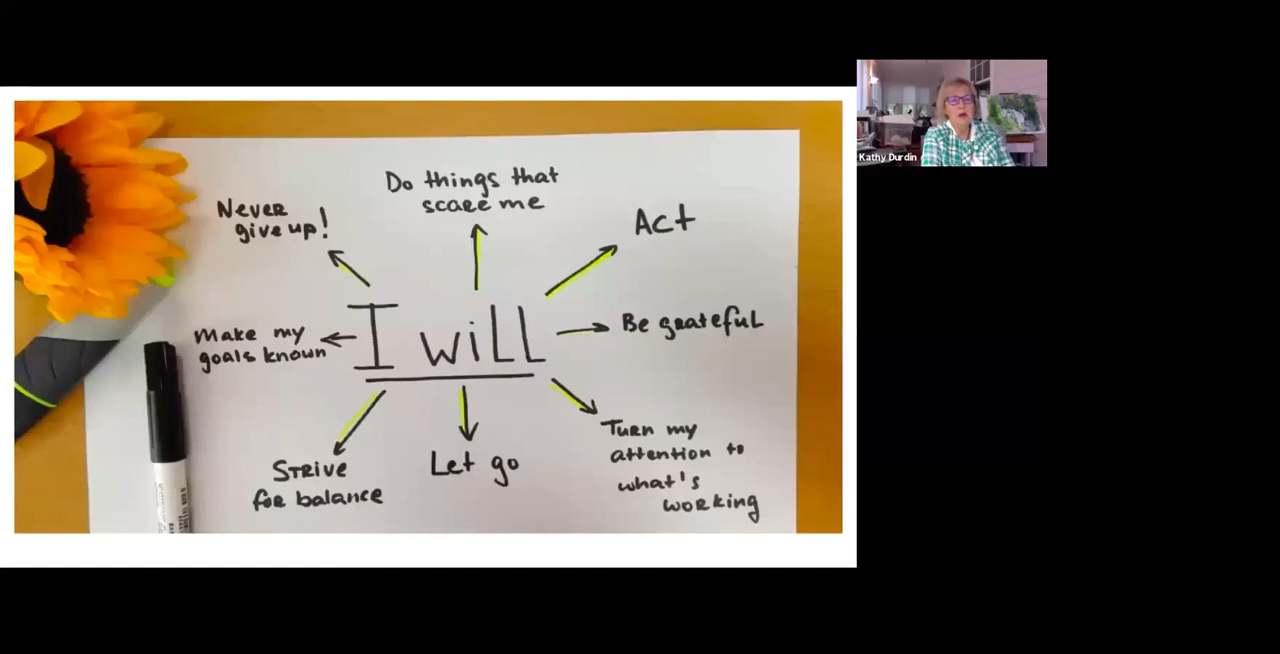 Do things that
scare me
Never
give up!
Act
Make my
goals known
I will
Be grateful
Turn my
attention to
what's
working
Strive
for balance
Let go
Kathy Durdin